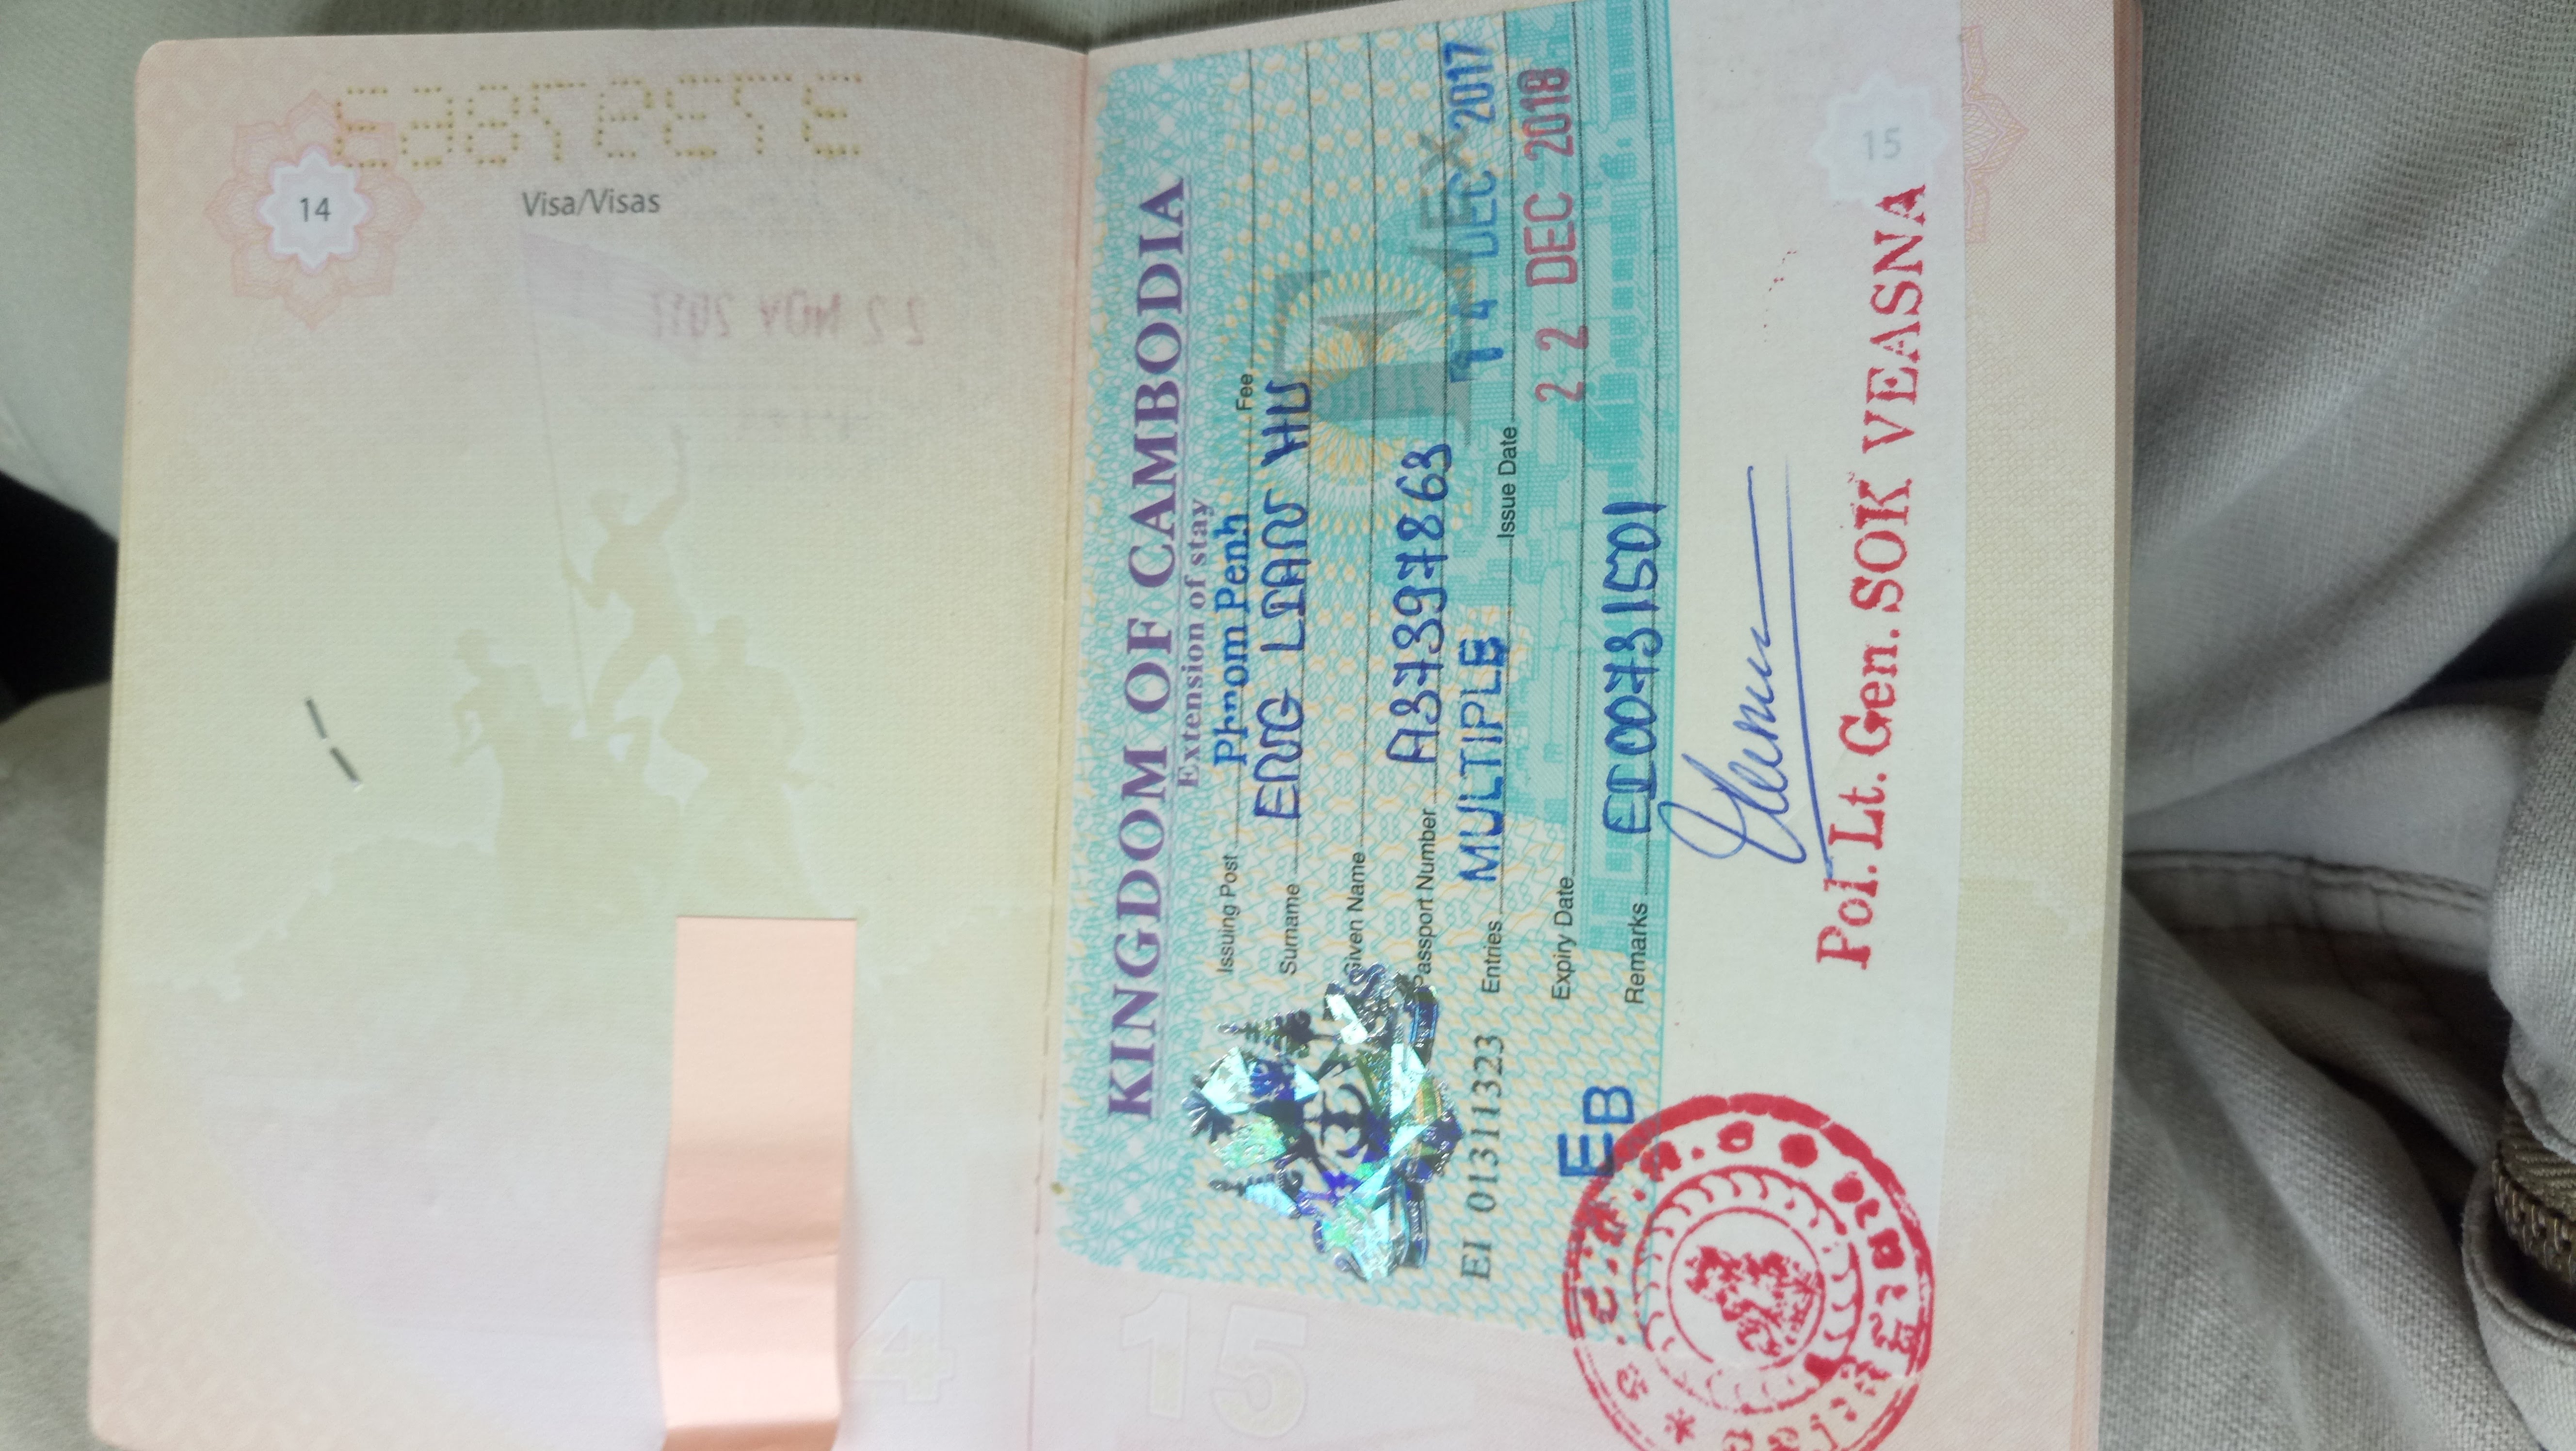 14
Visa/Visas
KINGDOM OF CAMBODIA
Extension of stay
Issuing Post Phnom Penh Fee
Surname ENG LIAN HU
Given Name
Passport Number A37397863
EI 01311323 Entries MULTIPLE Issue Date 14 DEC 2017
Expiry Date 22 DEC 2018
EB
Remarks EI00731501
Pol. Lt. Gen. SOK VEASNA
15